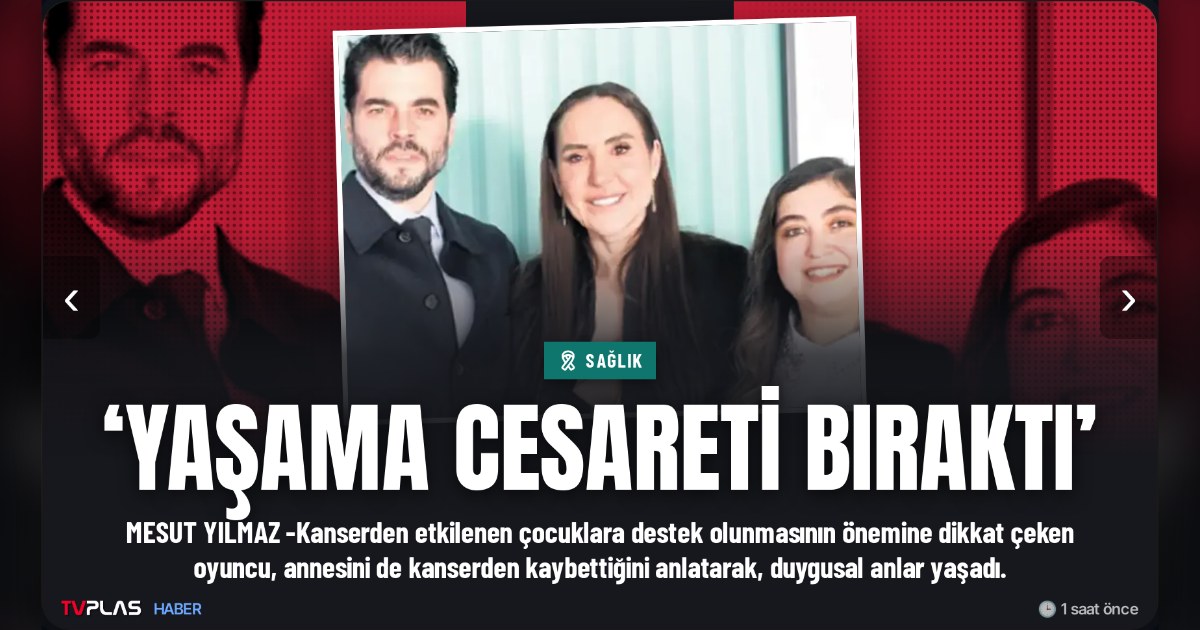 SAĞLIK
‘YAŞAMA CESARETİ BIRAKTI’
MESUT YILMAZ -Kanserden etkilenen çocuklara destek olunmasının önemine dikkat çeken
oyuncu, annesini de kanserden kaybettiğini anlatarak, duygusal anlar yaşadı.
TVPLAS HABER
1 saat önce